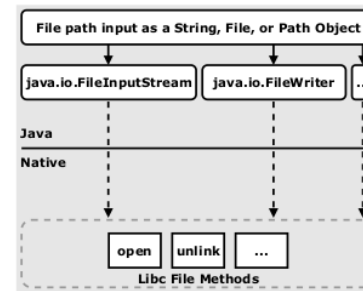 File path input as a String, File, or Path Object
java.io.FileInputStream java.io.FileWriter ...
Java
Native
open unlink ...
Libc File Methods